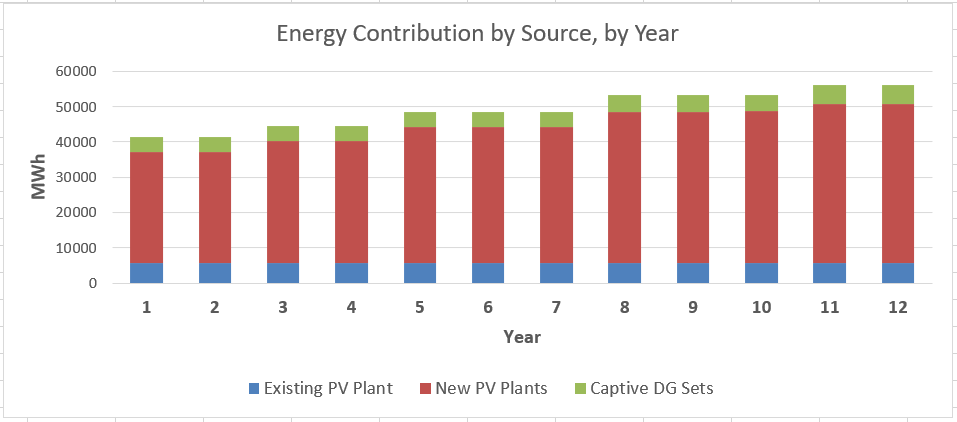 Energy Contribution by Source, by Year
60000
50000
40000
30000
20000
10000
0
MWh
1 2 3 4 5 6 7 8 9 10 11 12
Year
Existing PV Plant New PV Plants Captive DG Sets